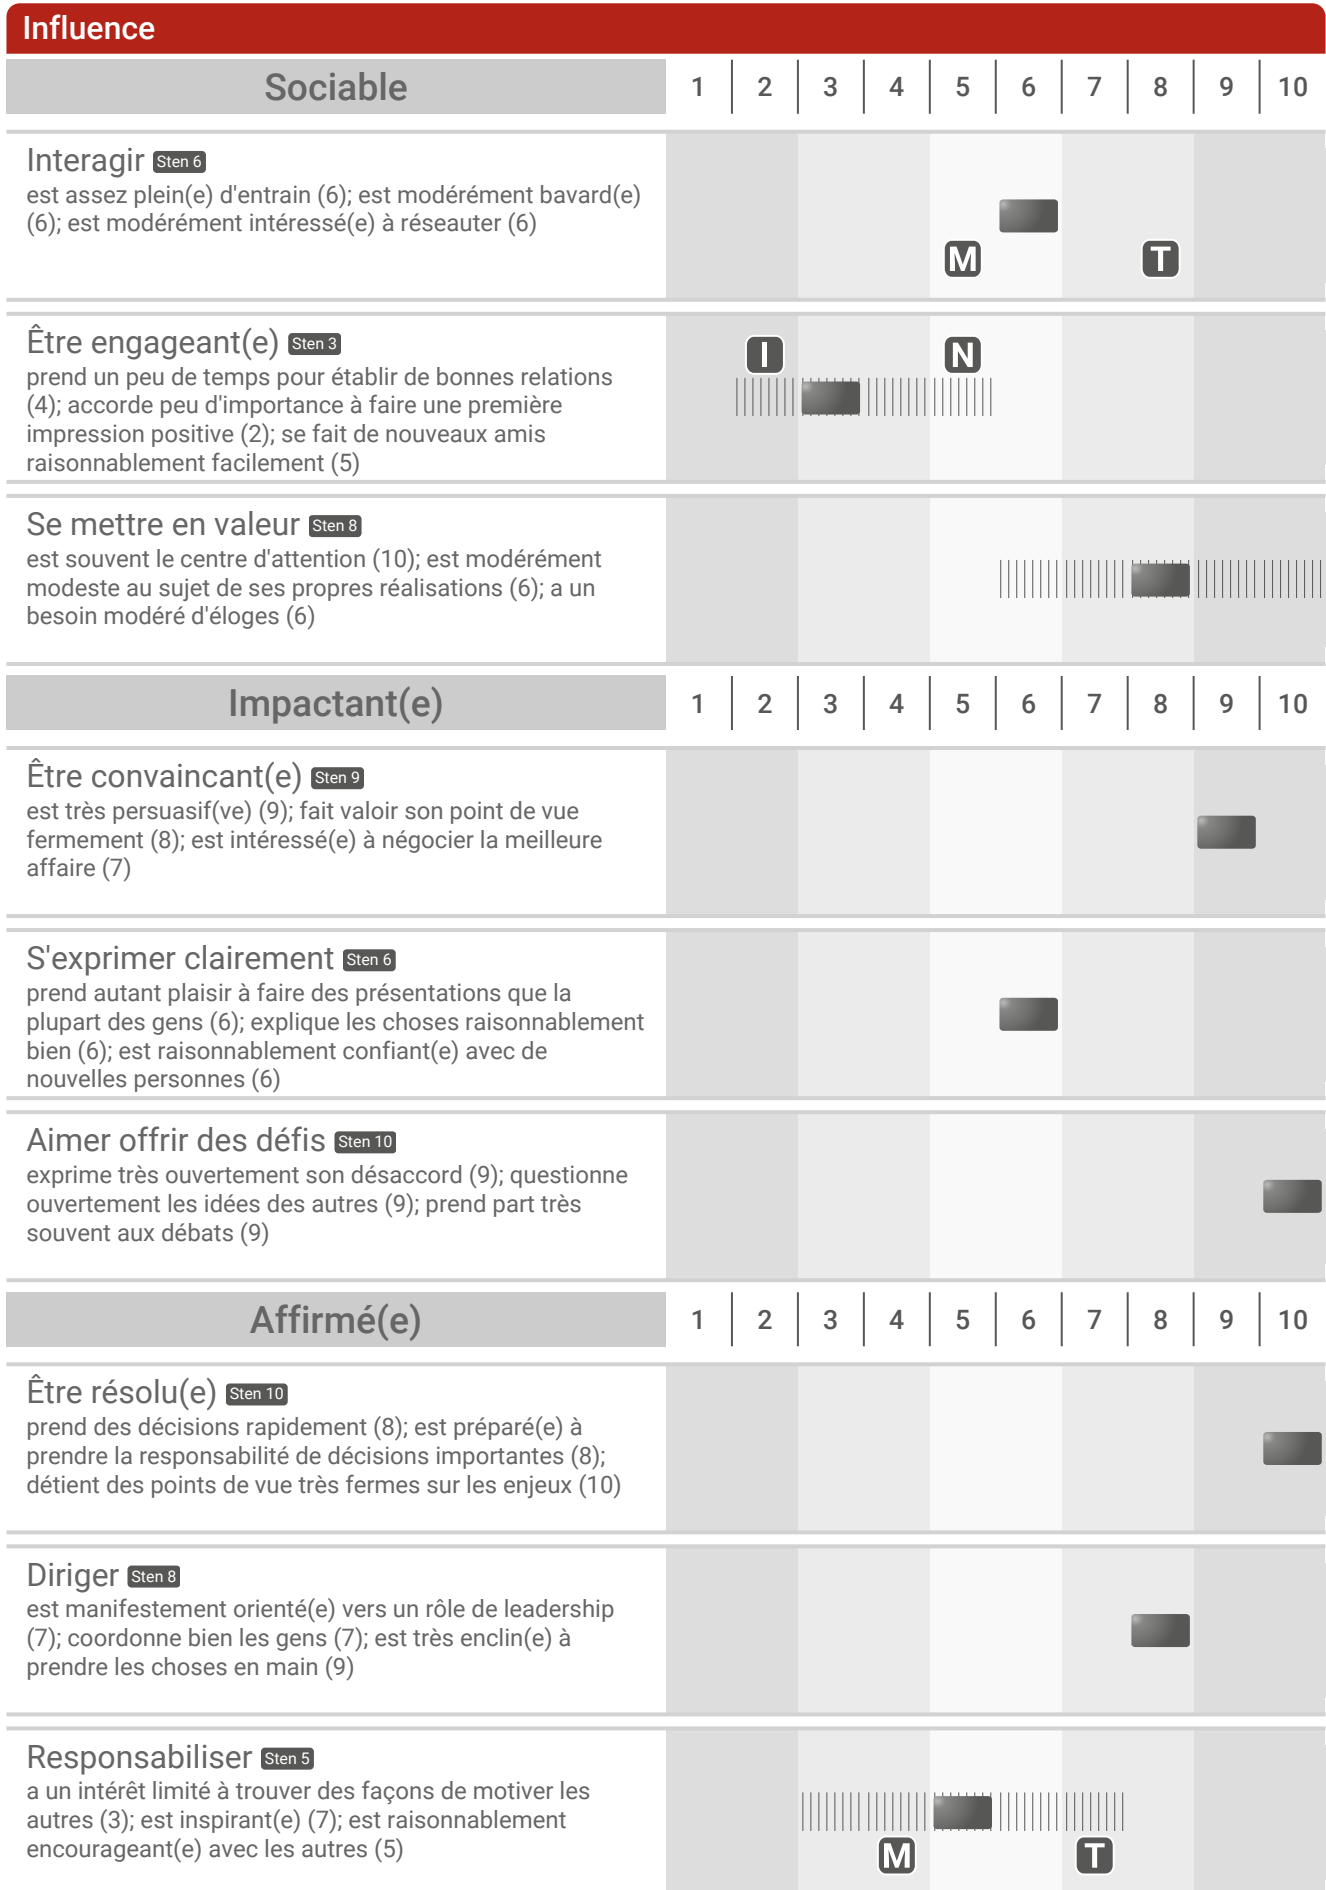 Influence
Sociable 1 2 3 4 5 6 7 8 9 10
Interagir Sten 6
est assez plein(e) d'entrain (6); est modérément bavard(e)
(6); est modérément intéressé(e) à réseauter (6)
M T
Être engageant(e) Sten 3
I N
prend un peu de temps pour établir de bonnes relations
(4); accorde peu d'importance à faire une première
impression positive (2); se fait de nouveaux amis
raisonnablement facilement (5)
Se mettre en valeur Sten 8
est souvent le centre d'attention (10); est modérément
modeste au sujet de ses propres réalisations (6); a un
besoin modéré d'éloges (6)
Impactant(e) 1 2 3 4 5 6 7 8 9 10
Être convaincant(e) Sten 9
est très persuasif(ve) (9); fait valoir son point de vue
fermement (8); est intéressé(e) à négocier la meilleure
affaire (7)
S'exprimer clairement Sten 6
prend autant plaisir à faire des présentations que la
plupart des gens (6); explique les choses raisonnablement
bien (6); est raisonnablement confiant(e) avec de
nouvelles personnes (6)
Aimer offrir des défis Sten 10
exprime très ouvertement son désaccord (9); questionne
ouvertement les idées des autres (9); prend part très
souvent aux débats (9)
Affirmé(e) 1 2 3 4 5 6 7 8 9 10
Être résolu(e) Sten 10
prend des décisions rapidement (8); est préparé(e) à
prendre la responsabilité de décisions importantes (8);
détient des points de vue très fermes sur les enjeux (10)
Diriger Sten 8
est manifestement orienté(e) vers un rôle de leadership
(7); coordonne bien les gens (7); est très enclin(e) à
prendre les choses en main (9)
Responsabiliser Sten 5
a un intérêt limité à trouver des façons de motiver les
autres (3); est inspirant(e) (7); est raisonnablement
encourageant(e) avec les autres (5)
M T